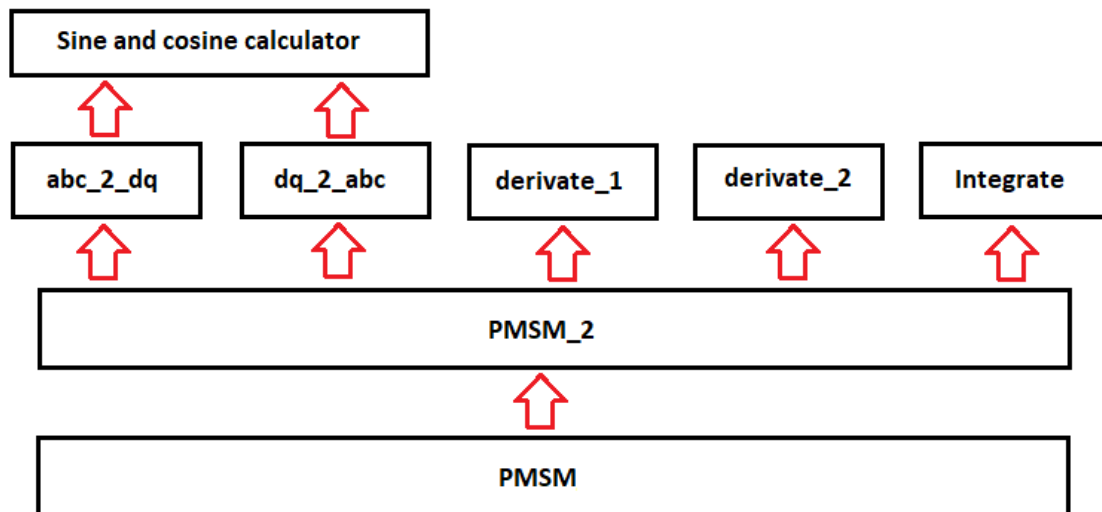 Sine and cosine calculator
abc_2_dq
dq_2_abc
derivate_1
derivate_2
Integrate
PMSM_2
PMSM